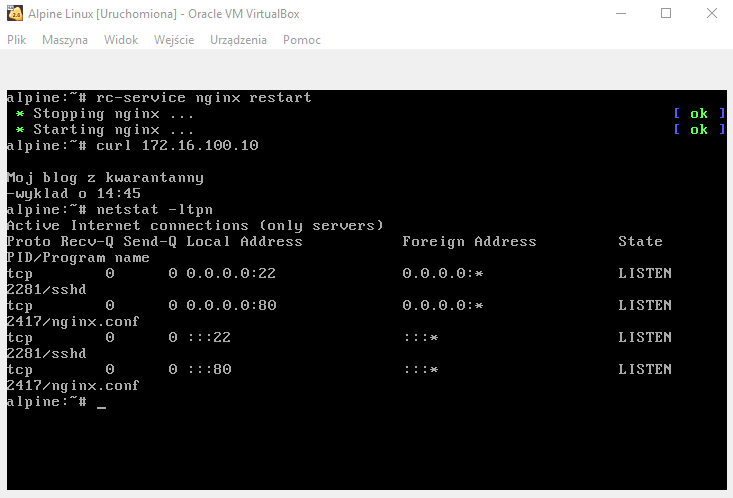 Alpine Linux [Uruchomiona] - Oracle VM VirtualBox
Plik Maszyna Widok Wejście Urządzenia Pomoc
alpine:~# rc-service nginx restart
* Stopping nginx ... [ ok ]
* Starting nginx ... [ ok ]
alpine:~# curl 172.16.100.10
Moj blog z kwarantanny
-wyklad o 14:45
alpine:~# netstat -ltpn
Active Internet connections (only servers)
Proto Recv-Q Send-Q Local Address Foreign Address State
PID/Program name
tcp 0 0 0.0.0.0:22 0.0.0.0:* LISTEN
2281/sshd
tcp 0 0 0.0.0.0:80 0.0.0.0:* LISTEN
2417/nginx.conf
tcp 0 0 :::22 :::* LISTEN
2281/sshd
tcp 0 0 :::80 :::* LISTEN
2417/nginx.conf
alpine:~# _